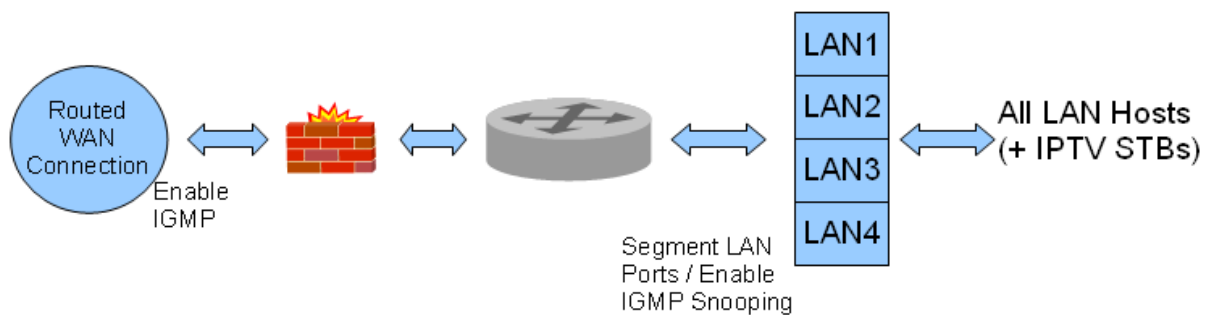 Routed
WAN
Connection
Enable
IGMP
Segment LAN
Ports / Enable
IGMP Snooping
LAN1
LAN2
LAN3
LAN4
All LAN Hosts
(+ IPTV STBs)